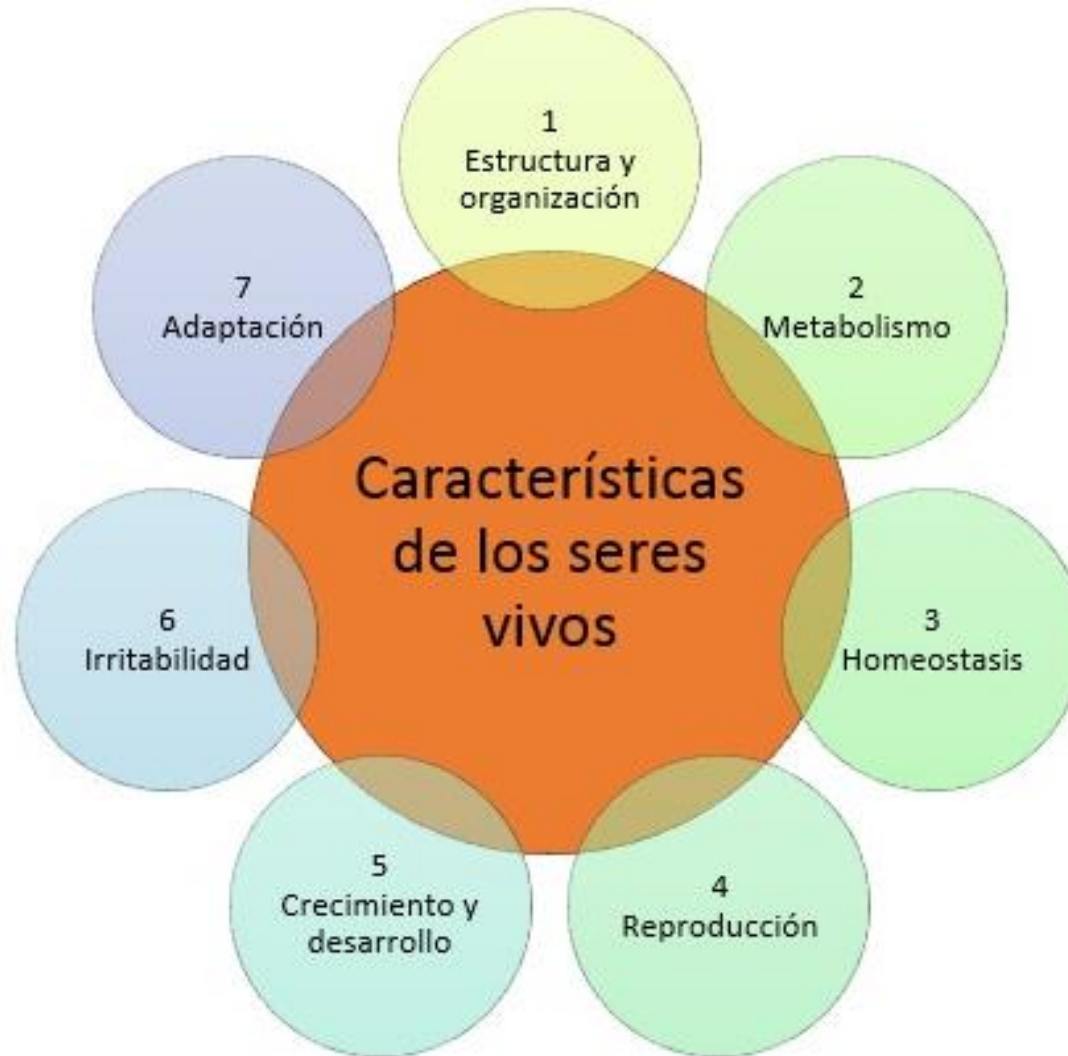 Características
de los seres
vivos
1
Estructura y
organización
2
Metabolismo
3
Homeostasis
4
Reproducción
5
Crecimiento y
desarrollo
6
Irritabilidad
7
Adaptación